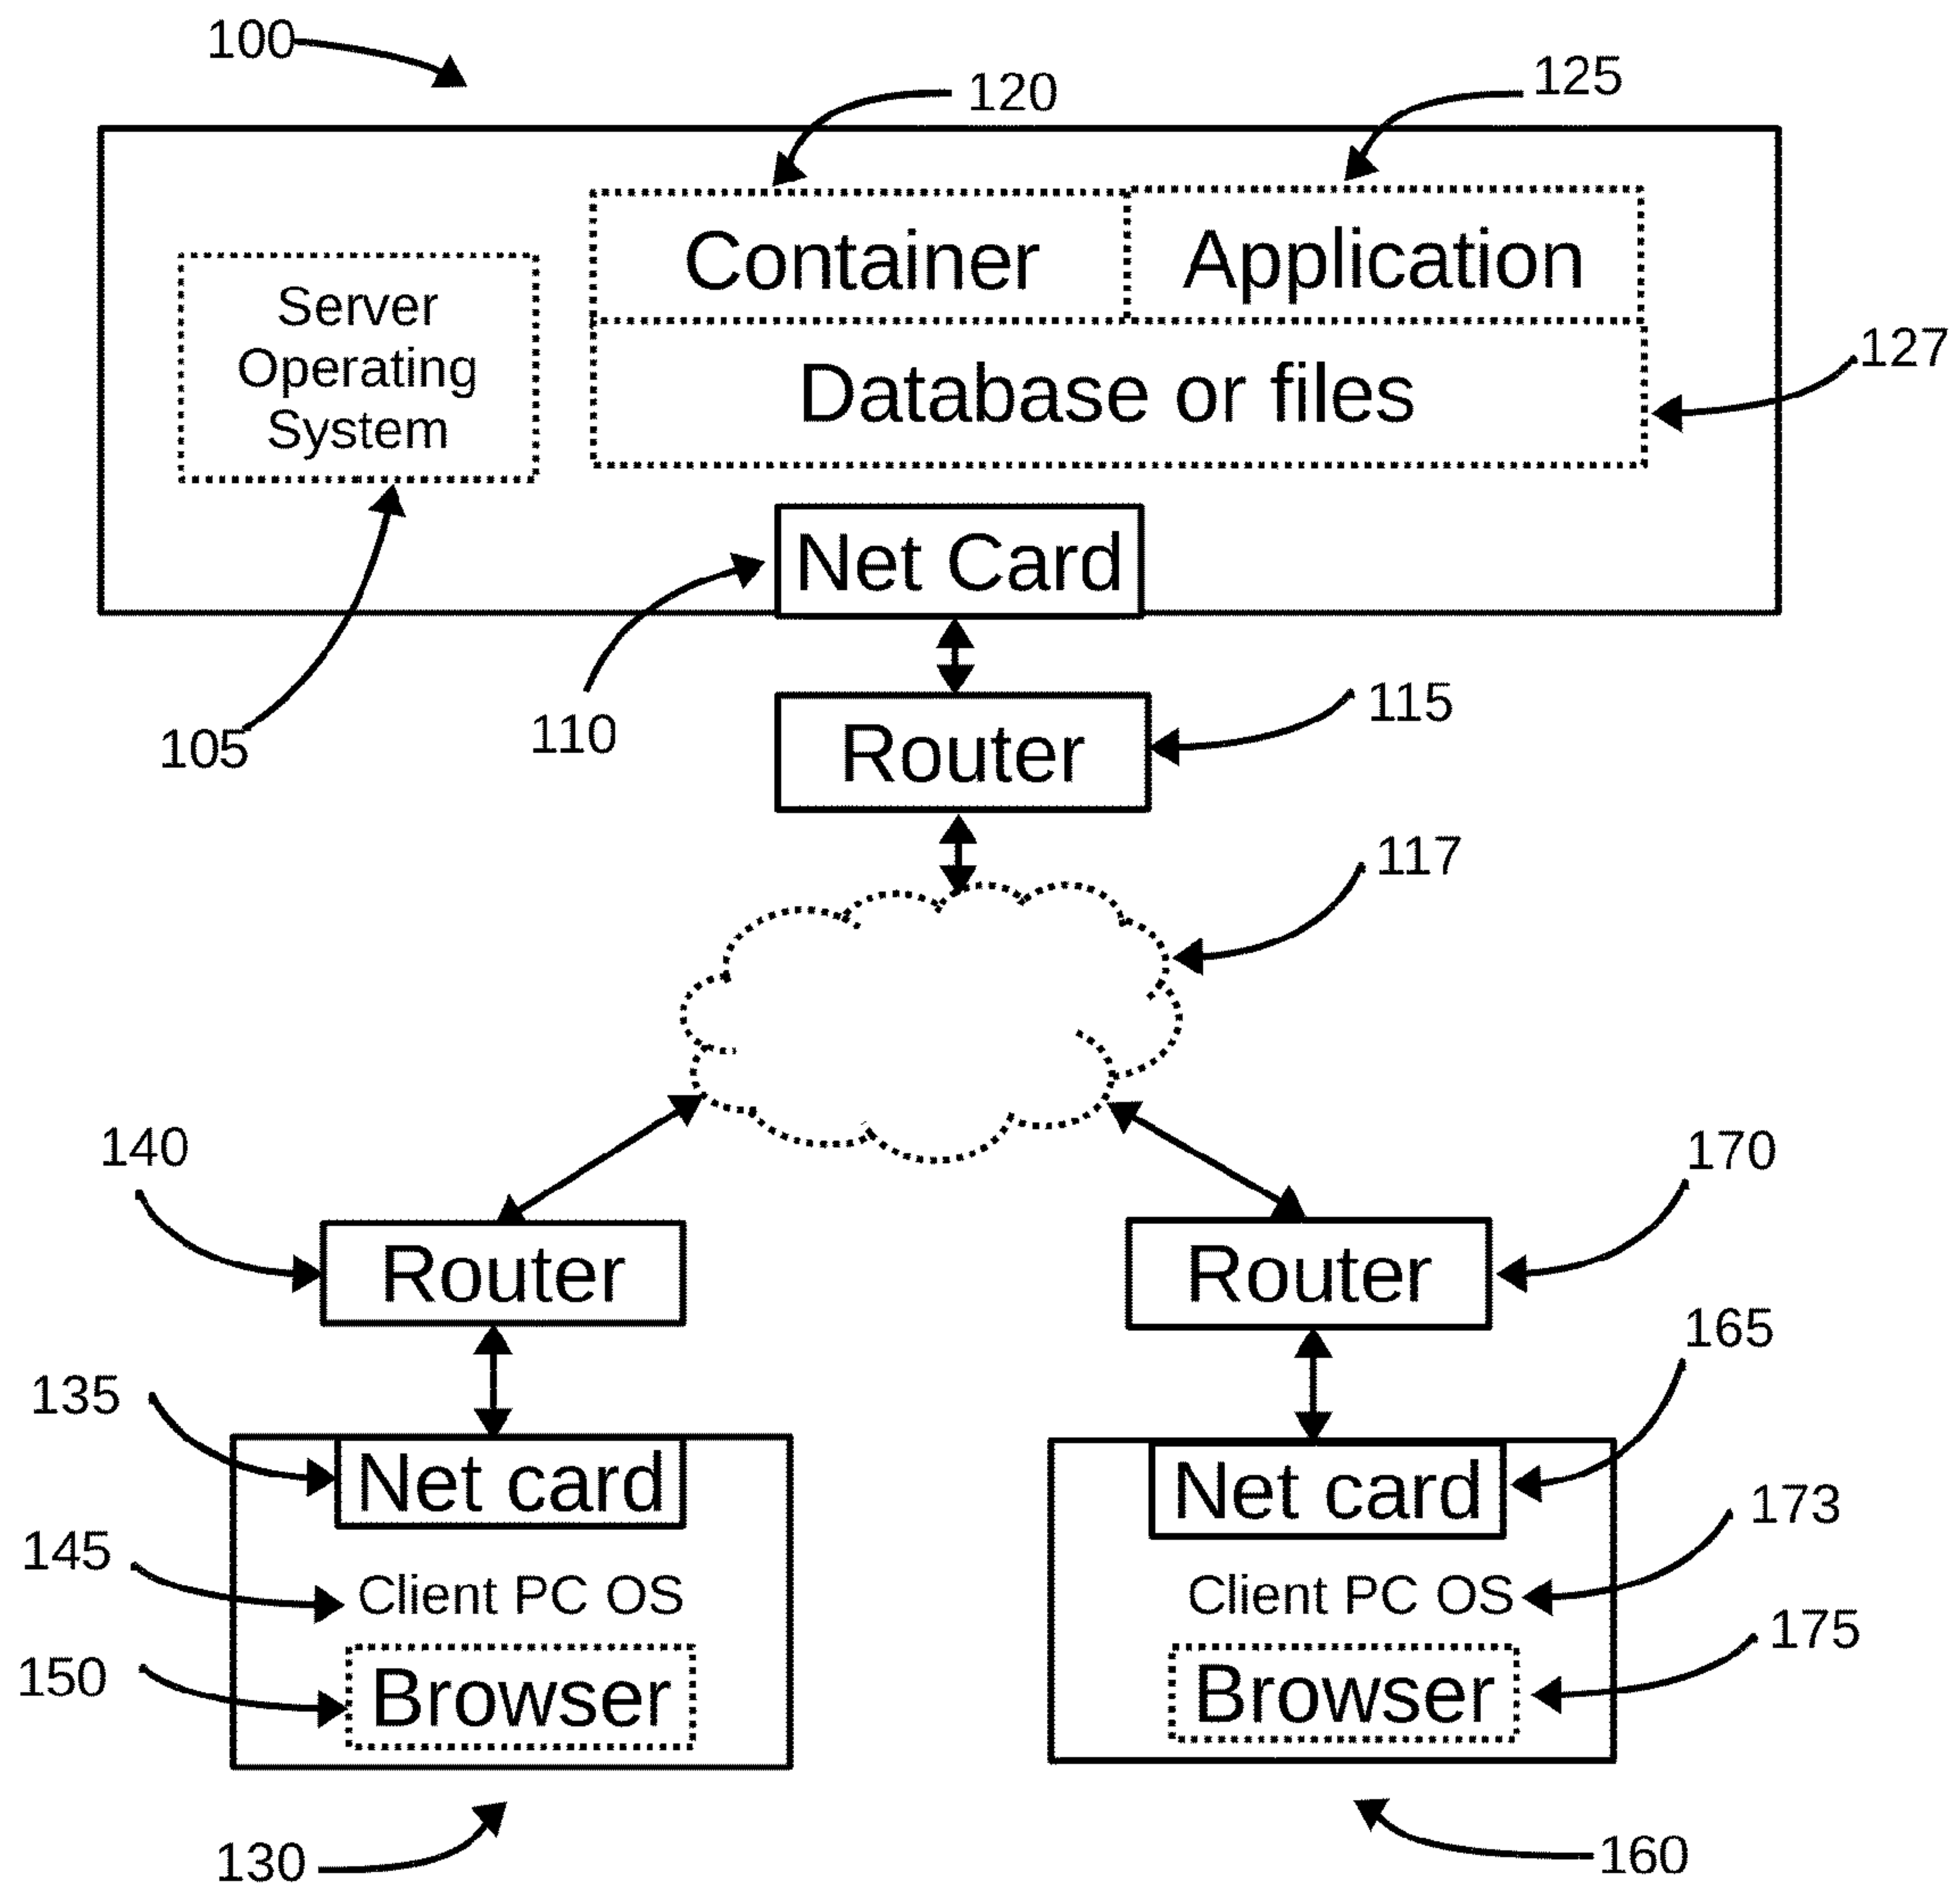 100
120
125
Container
Application
Server
Operating
System
127
Database or files
Net Card
105
110
115
Router
117
140
170
Router
Router
165
135
Net card
Net card
173
145
Client PC OS
Client PC OS
175
150
Browser
Browser
130
160